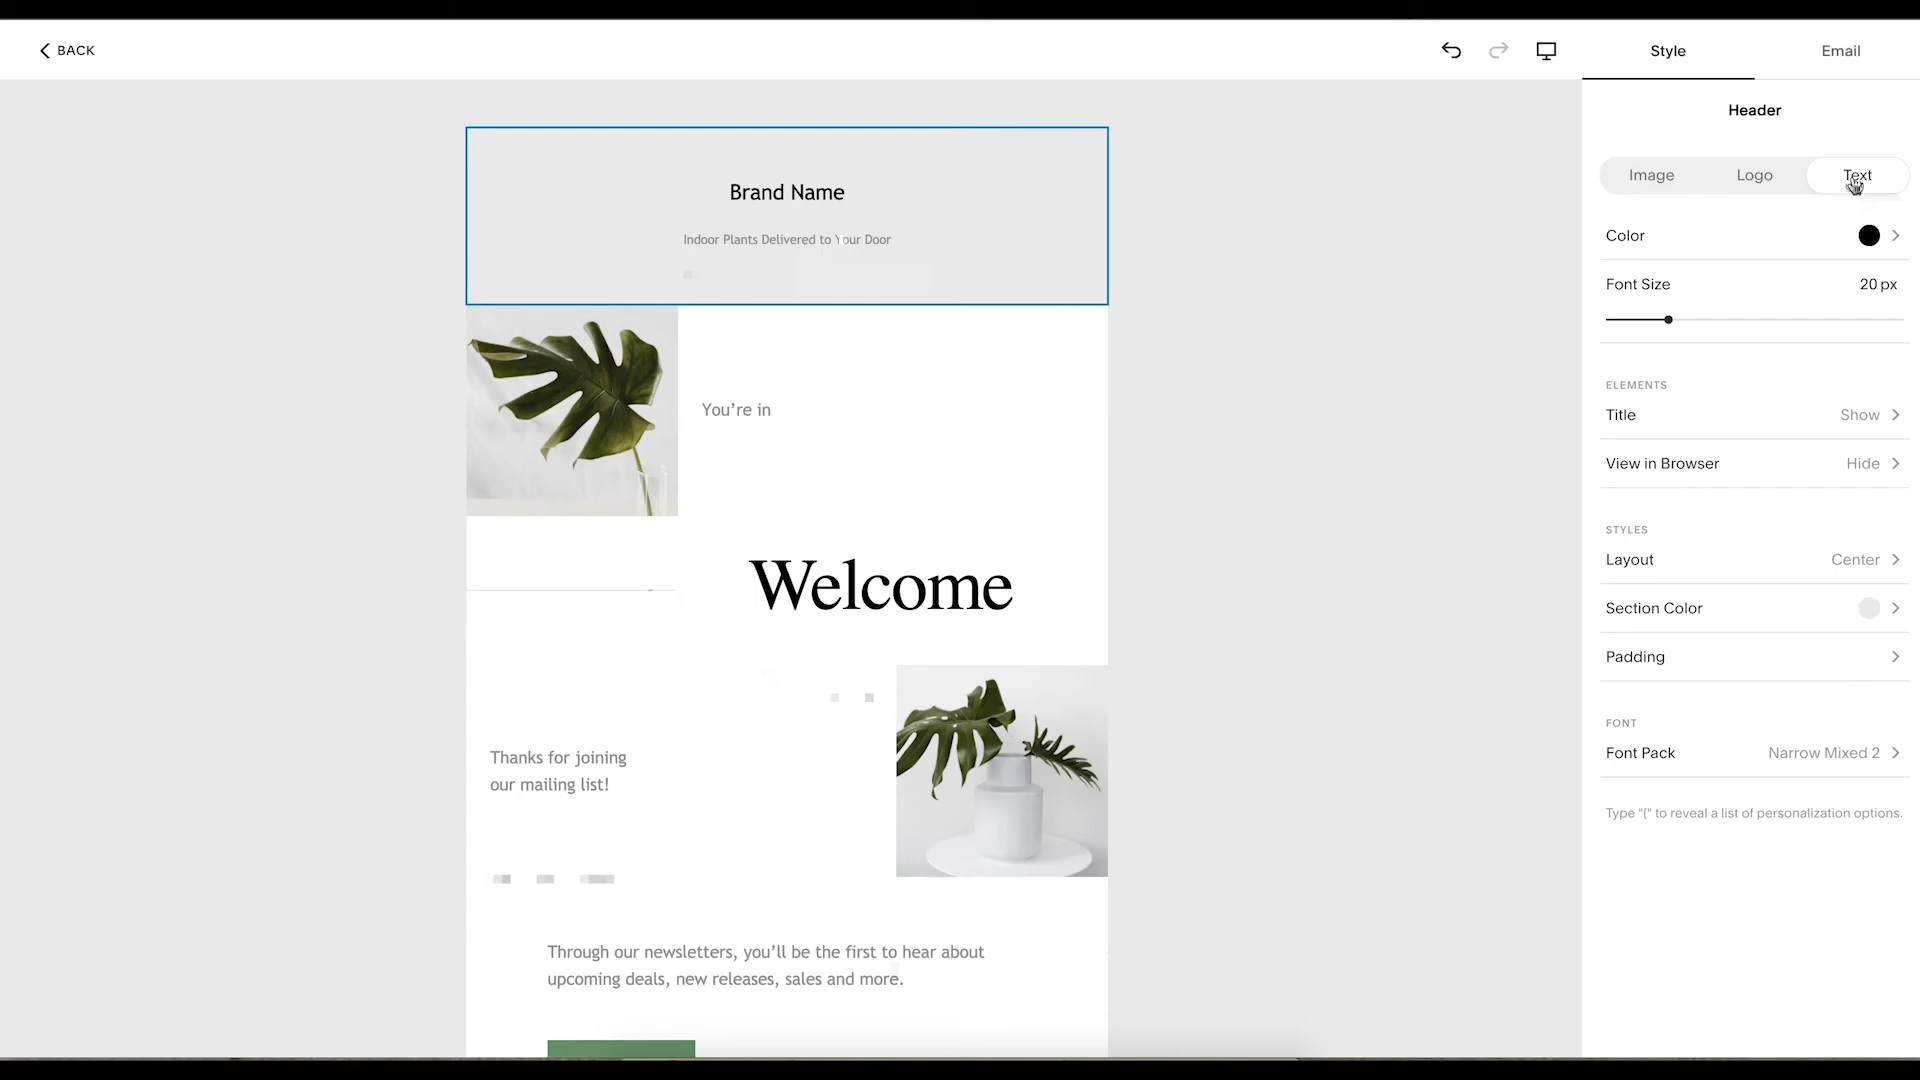 BACK
Style
Email
Header
Image
Logo
Text
Color
Font Size
20 px
ELEMENTS
Title
Show
View in Browser
Hide
STYLES
Layout
Center
Section Color
Padding
FONT
Font Pack
Narrow Mixed 2
Type "{" to reveal a list of personalization options.
Brand Name
Indoor Plants Delivered to Your Door
You’re in
Welcome
Thanks for joining
our mailing list!
Through our newsletters, you’ll be the first to hear about
upcoming deals, new releases, sales and more.